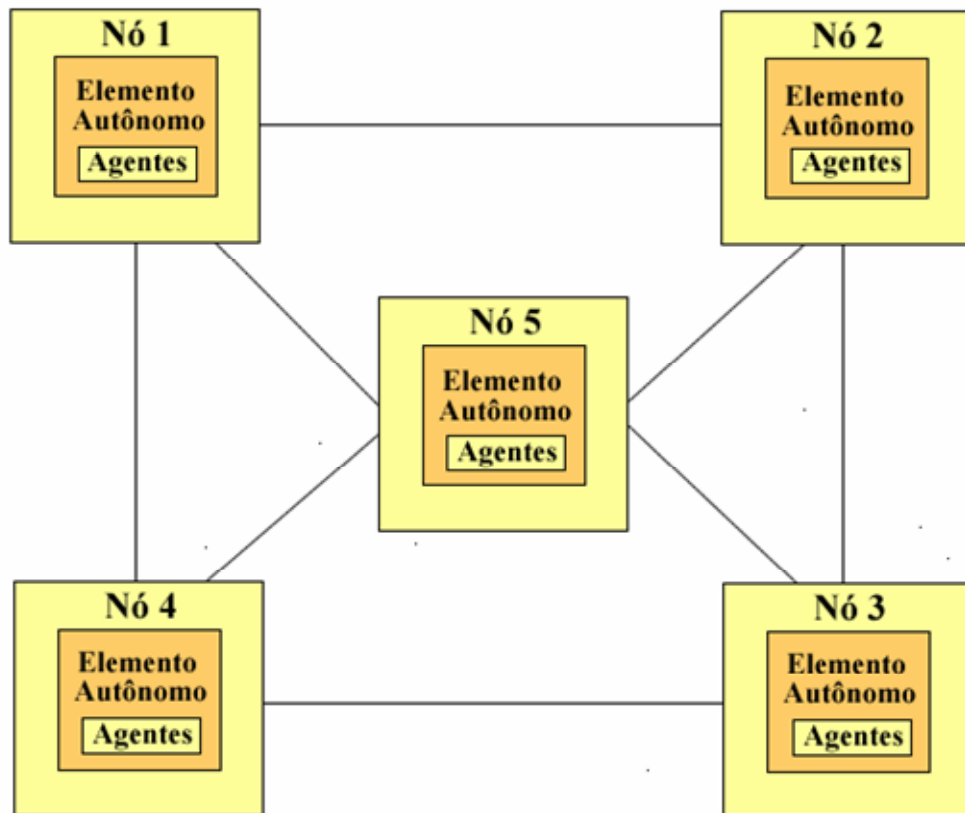 Nó 1
Elemento
Autônomo
Agentes
Nó 2
Elemento
Autônomo
Agentes
Nó 5
Elemento
Autônomo
Agentes
Nó 4
Elemento
Autônomo
Agentes
Nó 3
Elemento
Autônomo
Agentes